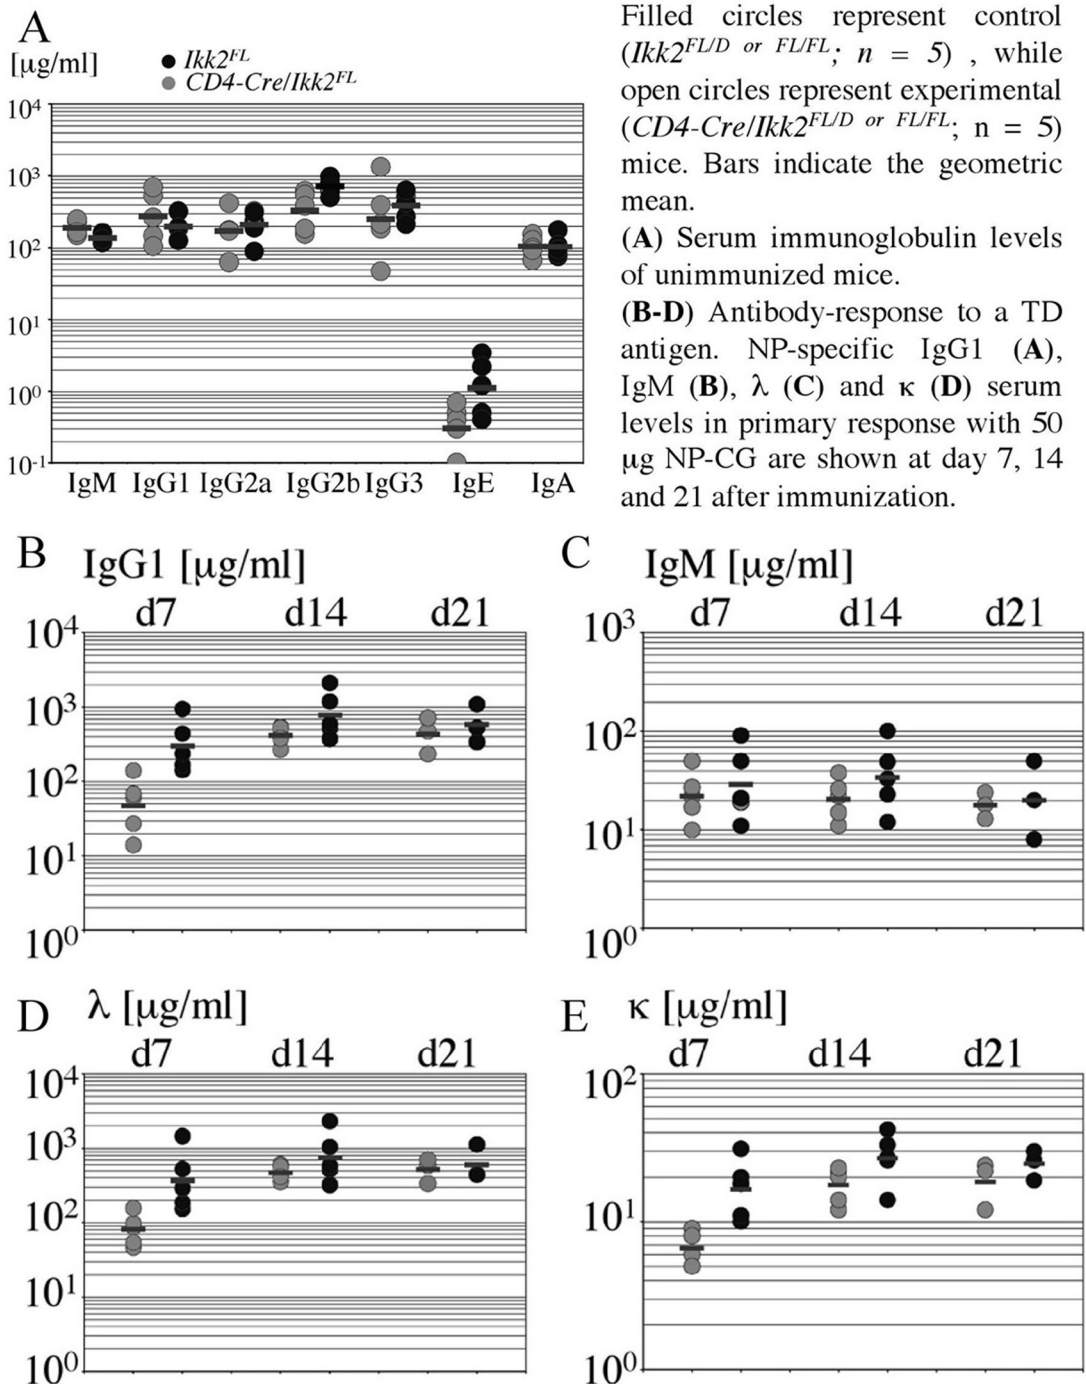 A
[µg/ml]
Ikk2FL
CD4-Cre/Ikk2FL
10^4
10^3
10^2
10^1
10^0
10^-1
IgM IgG1 IgG2a IgG2b IgG3 IgE IgA
Filled circles represent control
(Ikk2FL/D or FL/FL; n = 5) , while
open circles represent experimental
(CD4-Cre/Ikk2FL/D or FL/FL; n = 5)
mice. Bars indicate the geometric
mean.
(A) Serum immunoglobulin levels
of unimmunized mice.
(B-D) Antibody-response to a TD
antigen. NP-specific IgG1 (A),
IgM (B), λ (C) and κ (D) serum
levels in primary response with 50
µg NP-CG are shown at day 7, 14
and 21 after immunization.
B IgG1 [µg/ml]
d7 d14 d21
10^4
10^3
10^2
10^1
10^0
C IgM [µg/ml]
d7 d14 d21
10^3
10^2
10^1
10^0
D λ [µg/ml]
d7 d14 d21
10^4
10^3
10^2
10^1
10^0
E κ [µg/ml]
d7 d14 d21
10^2
10^1
10^0